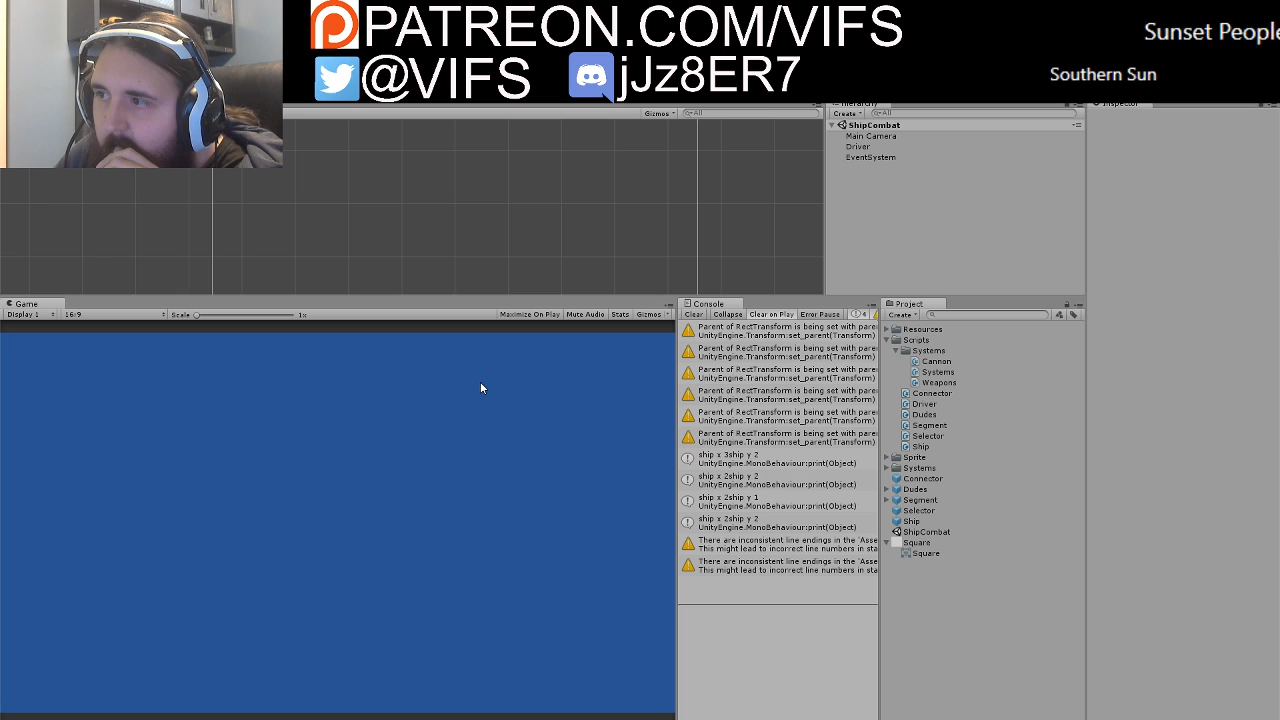 PATREON.COM/VIFS
@VIFS jJz8ER7
Sunset People
Southern Sun
Gizmos All
Create All
ShipCombat
Main Camera
Driver
EventSystem
Game
Display 1 16:9 Scale 1x Maximize On Play Mute Audio Stats Gizmos
Console
Clear Collapse Clear on Play Error Pause 4
Parent of RectTransform is being set with pare
UnityEngine.Transform:set_parent(Transform)
Parent of RectTransform is being set with pare
UnityEngine.Transform:set_parent(Transform)
Parent of RectTransform is being set with pare
UnityEngine.Transform:set_parent(Transform)
Parent of RectTransform is being set with pare
UnityEngine.Transform:set_parent(Transform)
Parent of RectTransform is being set with pare
UnityEngine.Transform:set_parent(Transform)
Parent of RectTransform is being set with pare
UnityEngine.Transform:set_parent(Transform)
ship x 3ship y 2
UnityEngine.MonoBehaviour:print(Object)
ship x 2ship y 2
UnityEngine.MonoBehaviour:print(Object)
ship x 2ship y 1
UnityEngine.MonoBehaviour:print(Object)
ship x 2ship y 2
UnityEngine.MonoBehaviour:print(Object)
There are inconsistent line endings in the 'Asse
This might lead to incorrect line numbers in sta
There are inconsistent line endings in the 'Asse
This might lead to incorrect line numbers in sta
Project
Create
Resources
Scripts
Systems
Cannon
Systems
Weapons
Connector
Driver
Dudes
Segment
Selector
Ship
Sprite
Systems
Connector
Dudes
Segment
Selector
Ship
ShipCombat
Square
Square